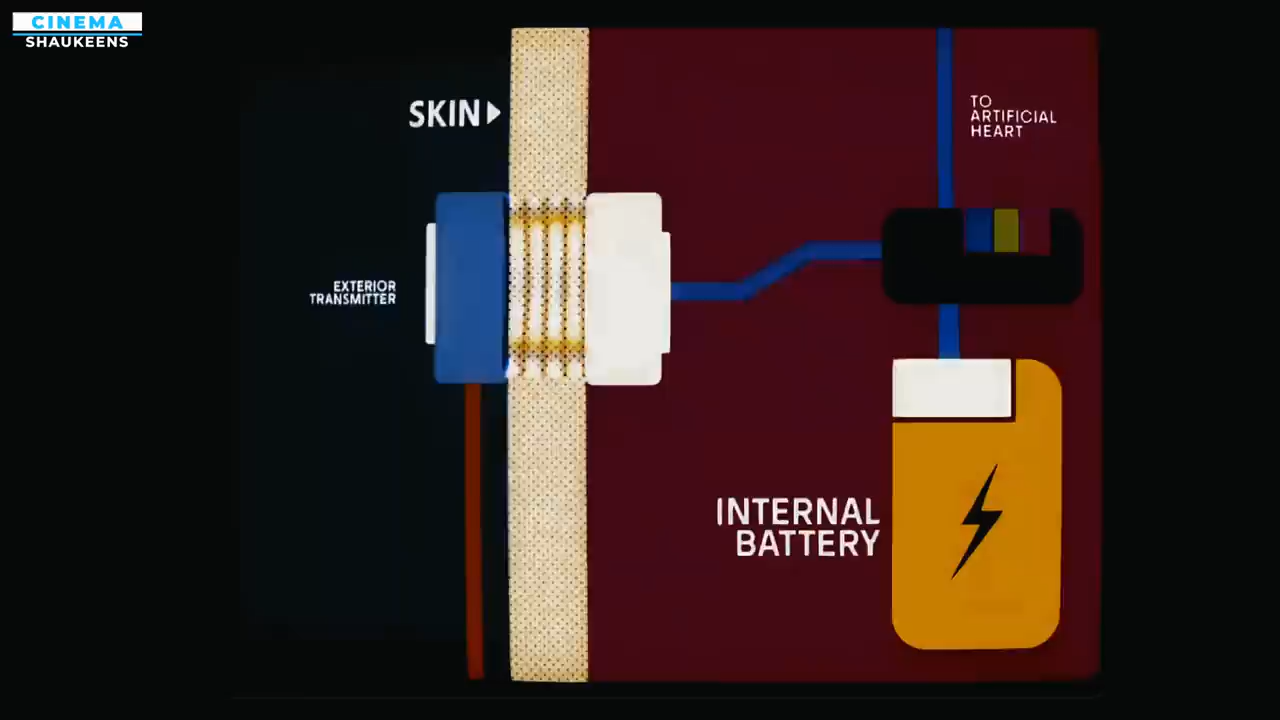 CINEMA
SHAUKEENS
SKIN
TO
ARTIFICIAL
HEART
EXTERIOR
TRANSMITTER
INTERNAL
BATTERY